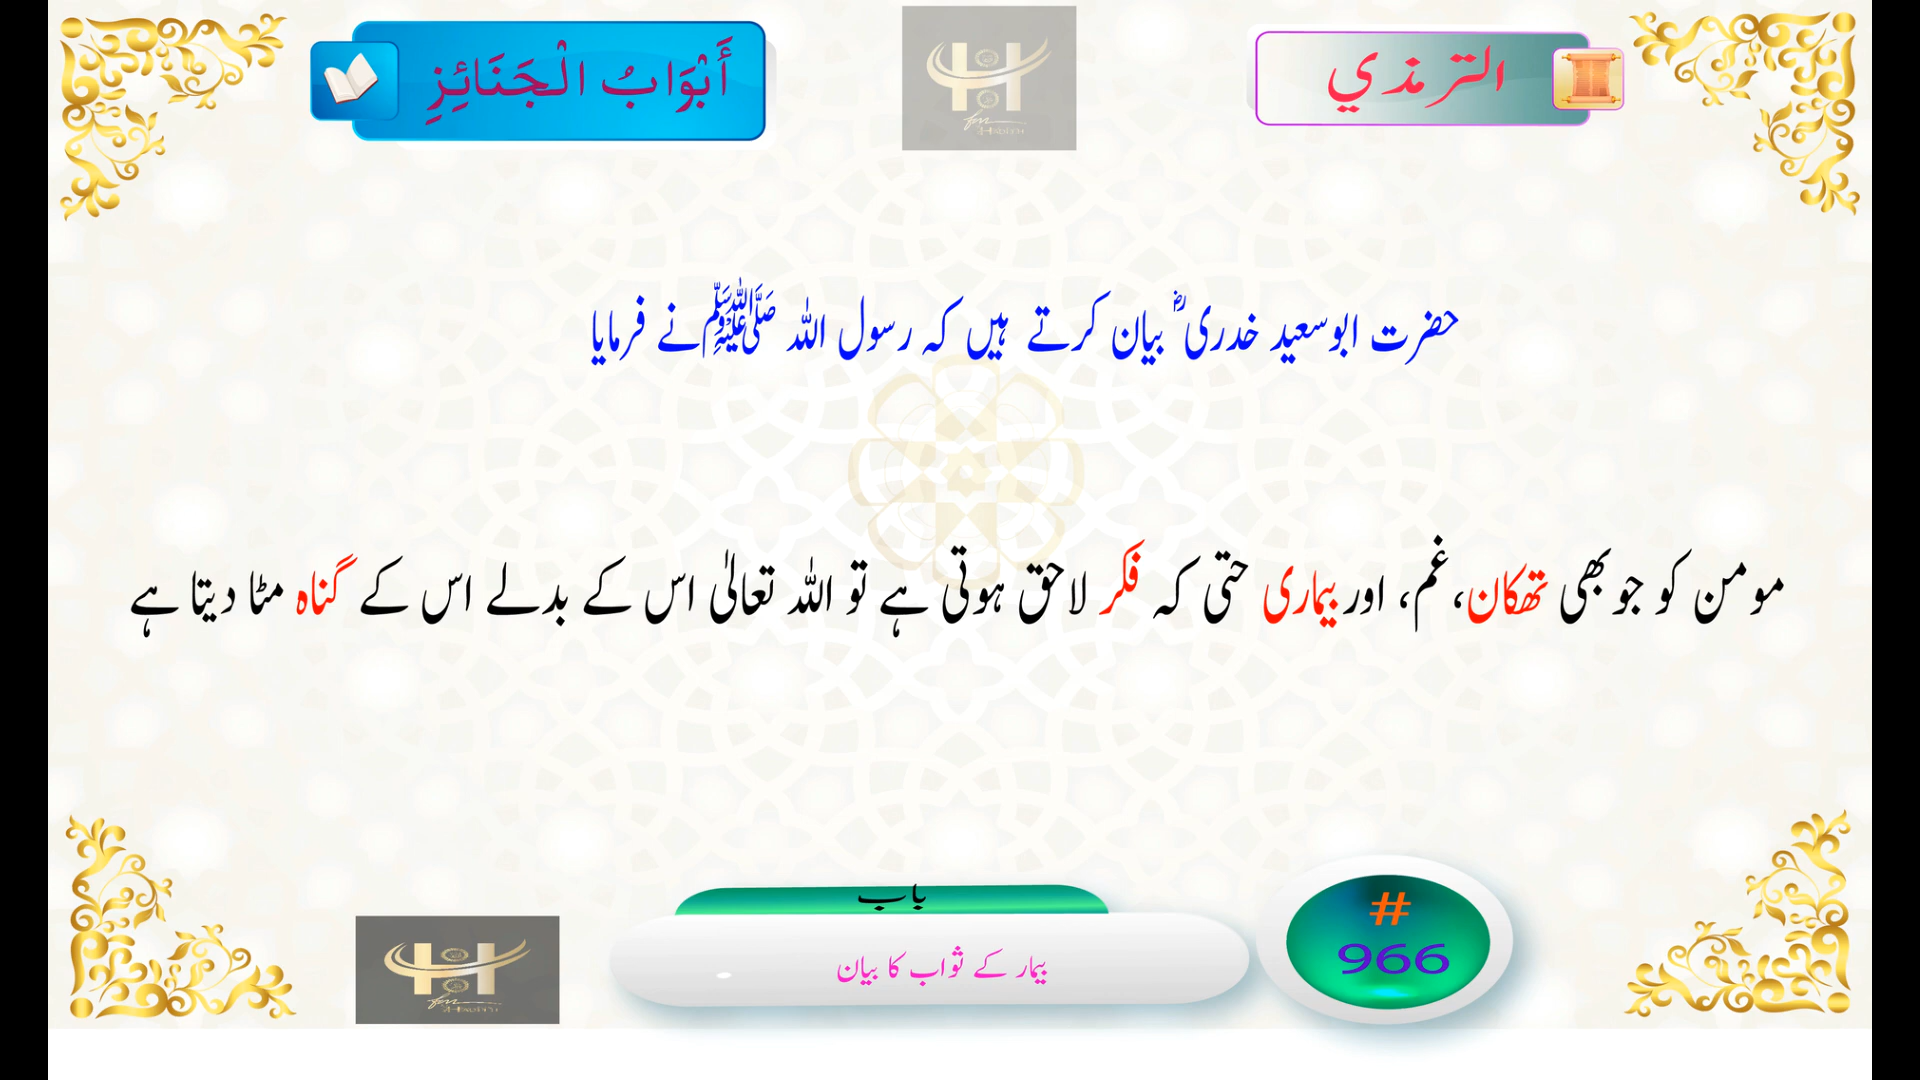 الترمذي
أَبْوَابُ الْجَنَائِزِ
حضرت ابوسعید خدریؓ بیان کرتے ہیں کہ رسول اللہ ﷺ نے فرمایا
مومن کو جو بھی تھکان، غم، اور بیماری حتی کہ فکر لاحق ہوتی ہے تو اللہ تعالیٰ اس کے بدلے اس کے گناہ مٹا دیتا ہے
باب
بیمار کے ثواب کا بیان
#
966